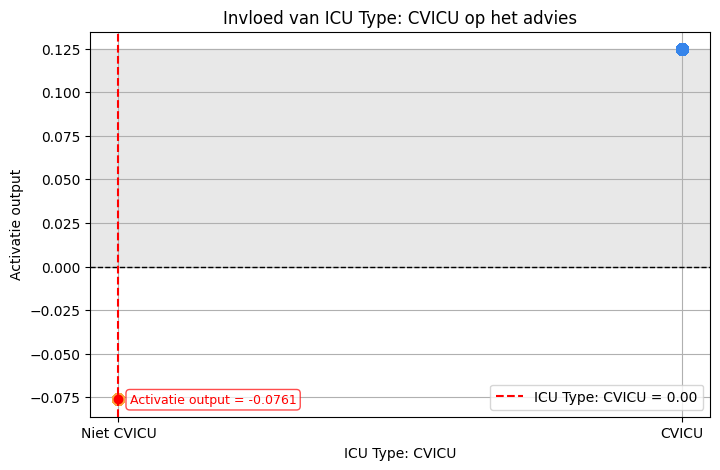 Invloed van ICU Type: CVICU op het advies
Activatie output
0.125
0.100
0.075
0.050
0.025
0.000
−0.025
−0.050
−0.075
Activatie output = -0.0761
ICU Type: CVICU = 0.00
Niet CVICU
CVICU
ICU Type: CVICU